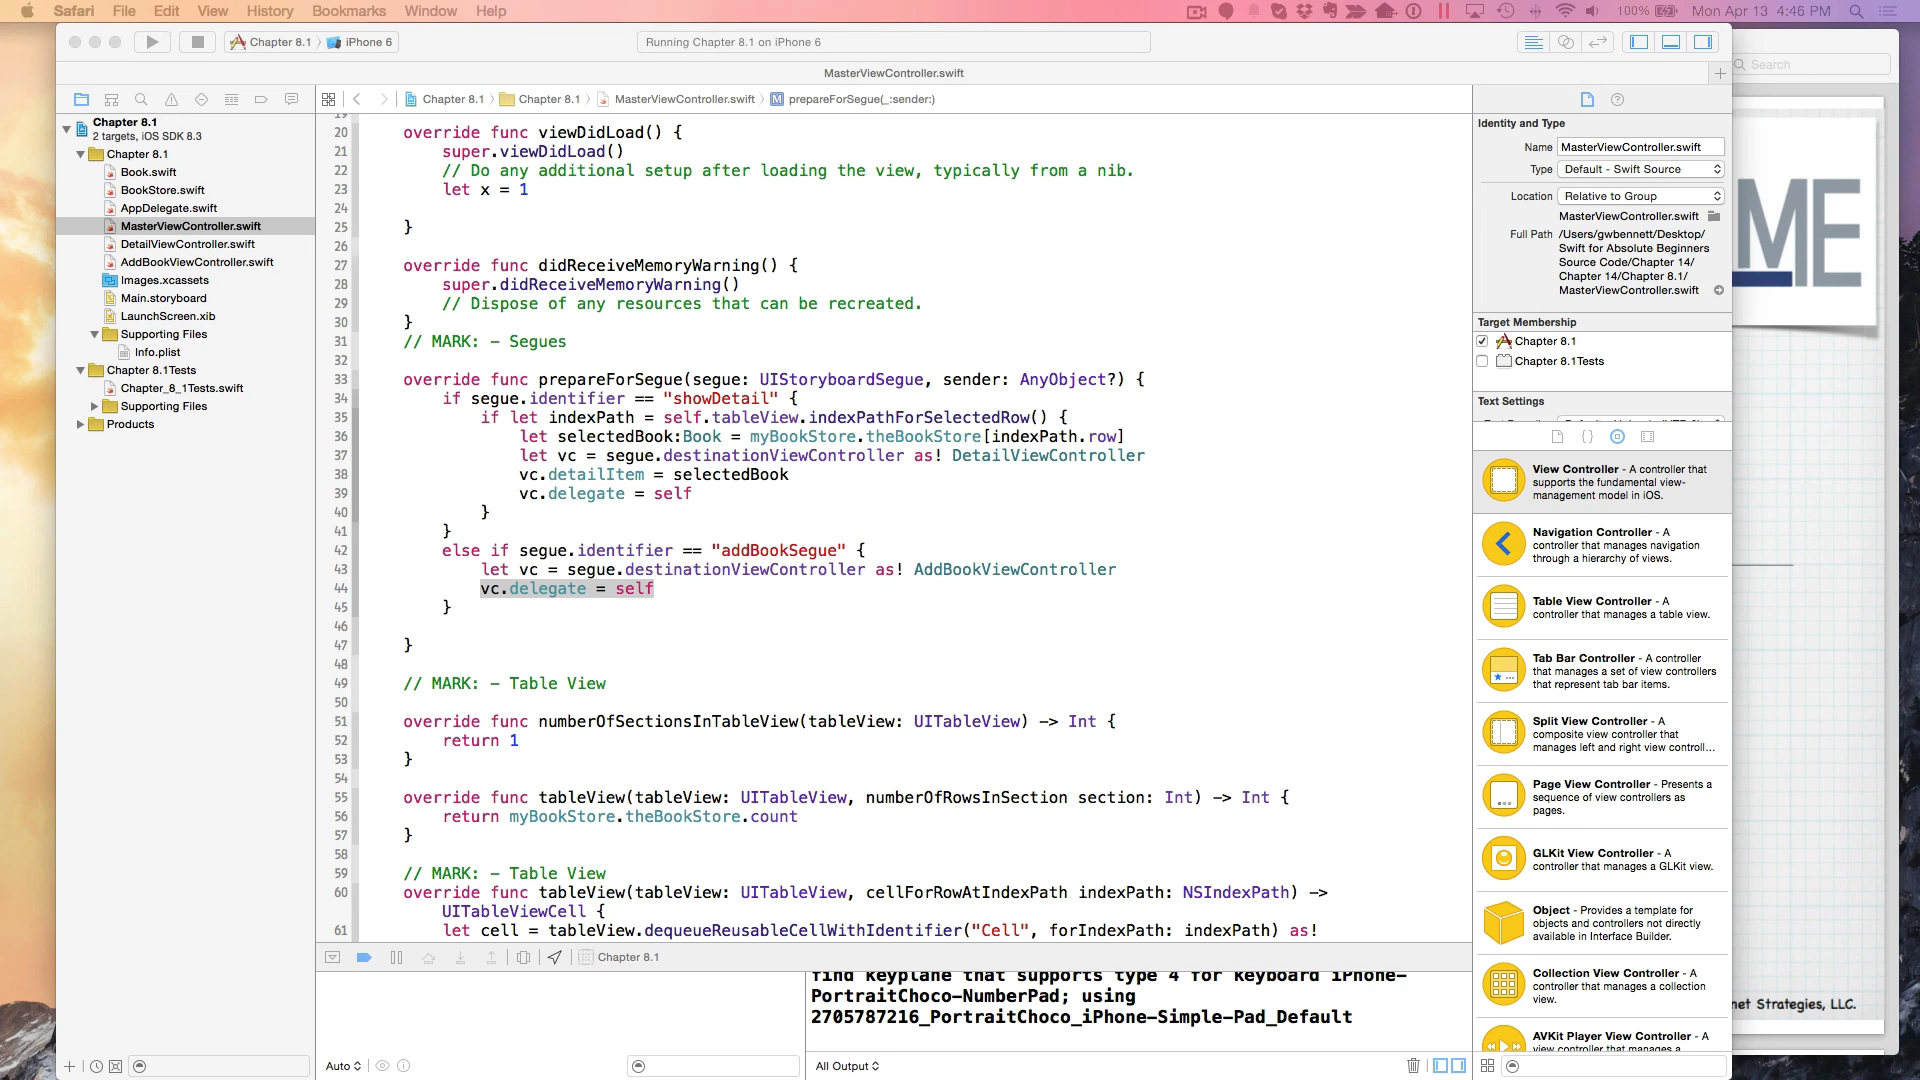 Safari File Edit View History Bookmarks Window Help 100% Mon Apr 13 4:46 PM
Chapter 8.1 iPhone 6
Running Chapter 8.1 on iPhone 6
Search
MasterViewController.swift
Chapter 8.1 Chapter 8.1 MasterViewController.swift prepareForSegue(_:sender:)
Chapter 8.1
2 targets, iOS SDK 8.3
Chapter 8.1
Book.swift
BookStore.swift
AppDelegate.swift
MasterViewController.swift
DetailViewController.swift
AddBookViewController.swift
Images.xcassets
Main.storyboard
LaunchScreen.xib
Supporting Files
Info.plist
Chapter 8.1Tests
Chapter_8_1Tests.swift
Supporting Files
Products
19
20 override func viewDidLoad() {
21 super.viewDidLoad()
22 // Do any additional setup after loading the view, typically from a nib.
23 let x = 1
24
25 }
26
27 override func didReceiveMemoryWarning() {
28 super.didReceiveMemoryWarning()
29 // Dispose of any resources that can be recreated.
30 }
31 // MARK: - Segues
32
33 override func prepareForSegue(segue: UIStoryboardSegue, sender: AnyObject?) {
34 if segue.identifier == "showDetail" {
35 if let indexPath = self.tableView.indexPathForSelectedRow() {
36 let selectedBook:Book = myBookStore.theBookStore[indexPath.row]
37 let vc = segue.destinationViewController as! DetailViewController
38 vc.detailItem = selectedBook
39 vc.delegate = self
40 }
41 }
42 else if segue.identifier == "addBookSegue" {
43 let vc = segue.destinationViewController as! AddBookViewController
44 vc.delegate = self
45 }
46
47 }
48
49 // MARK: - Table View
50
51 override func numberOfSectionsInTableView(tableView: UITableView) -> Int {
52 return 1
53 }
54
55 override func tableView(tableView: UITableView, numberOfRowsInSection section: Int) -> Int {
56 return myBookStore.theBookStore.count
57 }
58
59 // MARK: - Table View
60 override func tableView(tableView: UITableView, cellForRowAtIndexPath indexPath: NSIndexPath) ->
UITableViewCell {
61 let cell = tableView.dequeueReusableCellWithIdentifier("Cell", forIndexPath: indexPath) as!
Chapter 8.1
find keyplane that supports type 4 for keyboard iPhone-
PortraitChoco-NumberPad; using
2705787216_PortraitChoco_iPhone-Simple-Pad_Default
Auto
All Output
Identity and Type
Name MasterViewController.swift
Type Default - Swift Source
Location Relative to Group
MasterViewController.swift
Full Path /Users/gwbennett/Desktop/
Swift for Absolute Beginners
Source Code/Chapter 14/
Chapter 14/Chapter 8.1/
MasterViewController.swift
Target Membership
Chapter 8.1
Chapter 8.1Tests
Text Settings
View Controller - A controller that
supports the fundamental view-
management model in iOS.
Navigation Controller - A
controller that manages navigation
through a hierarchy of views.
Table View Controller - A
controller that manages a table view.
Tab Bar Controller - A controller
that manages a set of view controllers
that represent tab bar items.
Split View Controller - A
composite view controller that
manages left and right view controll...
Page View Controller - Presents a
sequence of view controllers as
pages.
GLKit View Controller - A
controller that manages a GLKit view.
Object - Provides a template for
objects and controllers not directly
available in Interface Builder.
Collection View Controller - A
controller that manages a collection
view.
AVKit Player View Controller - A
view controller that manages a
ME
net Strategies, LLC.